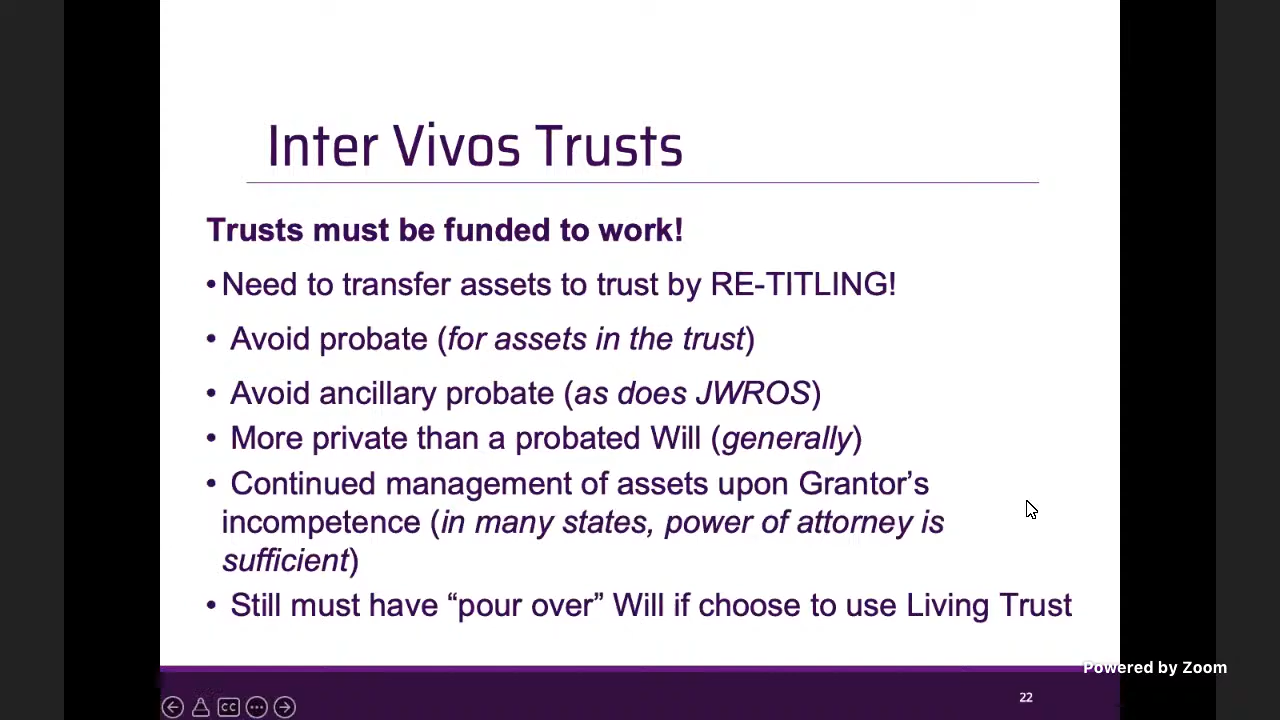 Inter Vivos Trusts
Trusts must be funded to work!
• Need to transfer assets to trust by RE-TITLING!
• Avoid probate (for assets in the trust)
• Avoid ancillary probate (as does JWROS)
• More private than a probated Will (generally)
• Continued management of assets upon Grantor’s
incompetence (in many states, power of attorney is
sufficient)
• Still must have “pour over” Will if choose to use Living Trust
Powered by Zoom
CC
22